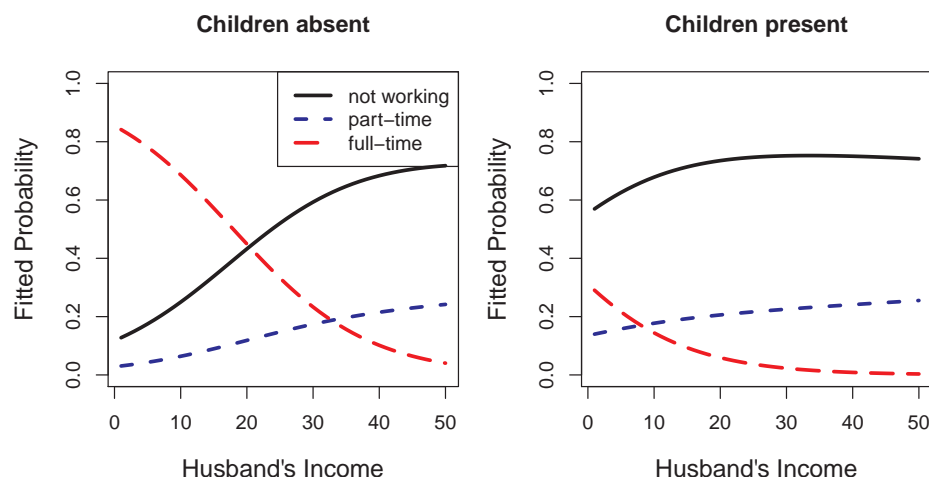 Children absent
Fitted Probability
1.0
0.8
0.6
0.4
0.2
0.0
not working
part−time
full−time
0 10 20 30 40 50
Husband's Income
Children present
Fitted Probability
1.0
0.8
0.6
0.4
0.2
0.0
0 10 20 30 40 50
Husband's Income